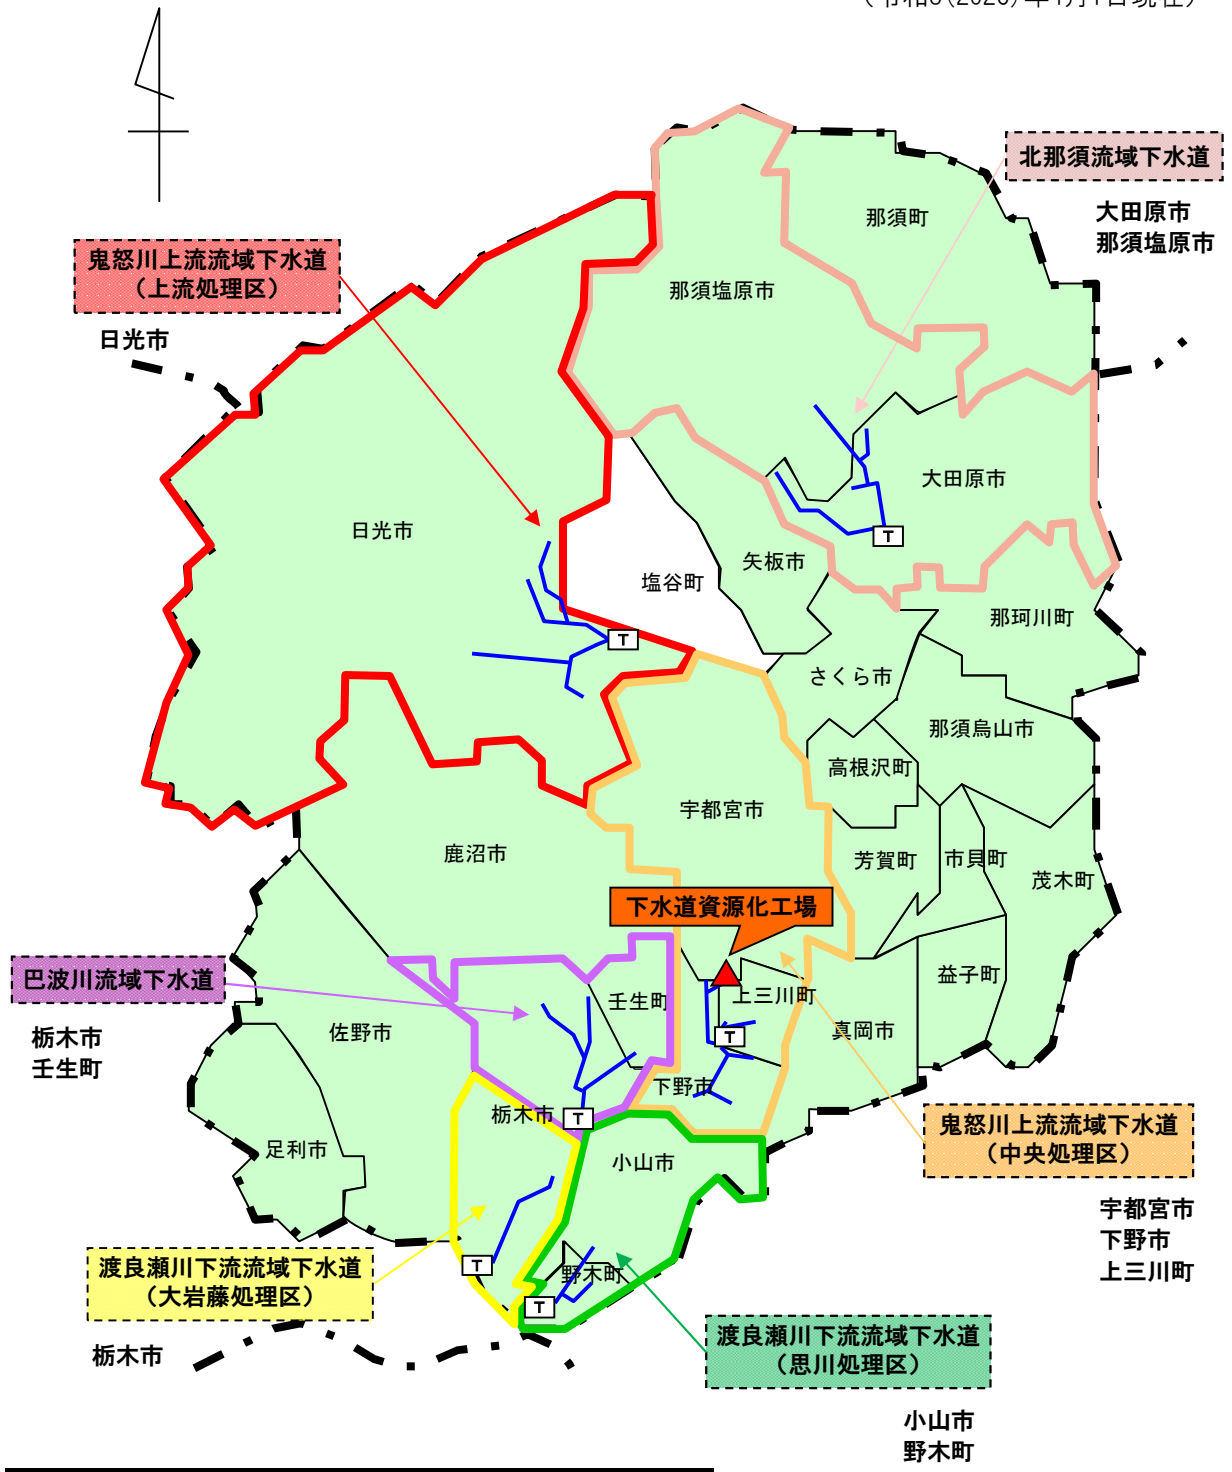 北那須流域下水道
大田原市
那須塩原市
鬼怒川上流流域下水道
（上流処理区）
日光市
那須町
那須塩原市
大田原市
日光市
矢板市
塩谷町
那珂川町
さくら市
那須烏山市
高根沢町
宇都宮市
鹿沼市
芳賀町
市貝町
茂木町
下水道資源化工場
巴波川流域下水道
栃木市
壬生町
益子町
壬生町
上三川町
真岡市
佐野市
下野市
栃木市
足利市
小山市
野木町
T
T
T
T
T
T
鬼怒川上流流域下水道
（中央処理区）
宇都宮市
下野市
上三川町
渡良瀬川下流流域下水道
（大岩藤処理区）
栃木市
渡良瀬川下流流域下水道
（思川処理区）
小山市
野木町